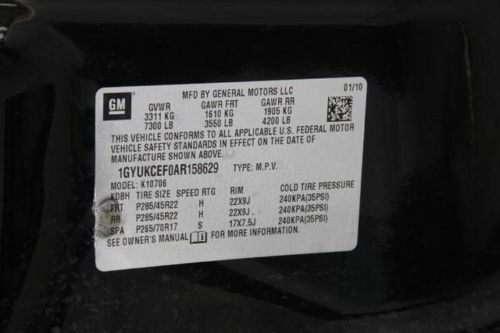 GM
MFD BY GENERAL MOTORS LLC 01/10
GVWR GAWR FRT GAWR RR
3311 KG 1610 KG 1905 KG
7300 LB 3550 LB 4200 LB
THIS VEHICLE CONFORMS TO ALL APPLICABLE U.S. FEDERAL MOTOR
VEHICLE SAFETY STANDARDS IN EFFECT ON THE DATE OF
MANUFACTURE SHOWN ABOVE.
1GYUKCEF0AR158629 TYPE: M.P.V.
MODEL: K10706
KDBH TIRE SIZE SPEED RTG RIM COLD TIRE PRESSURE
FRT P285/45R22 H 22X9J 240KPA(35PSI)
RR P285/45R22 H 22X9J 240KPA(35PSI)
SPA P265/70R17 S 17X7.5J 240KPA(35PSI)
SEE OWNER'S MANUAL FOR MORE INFORMATION.